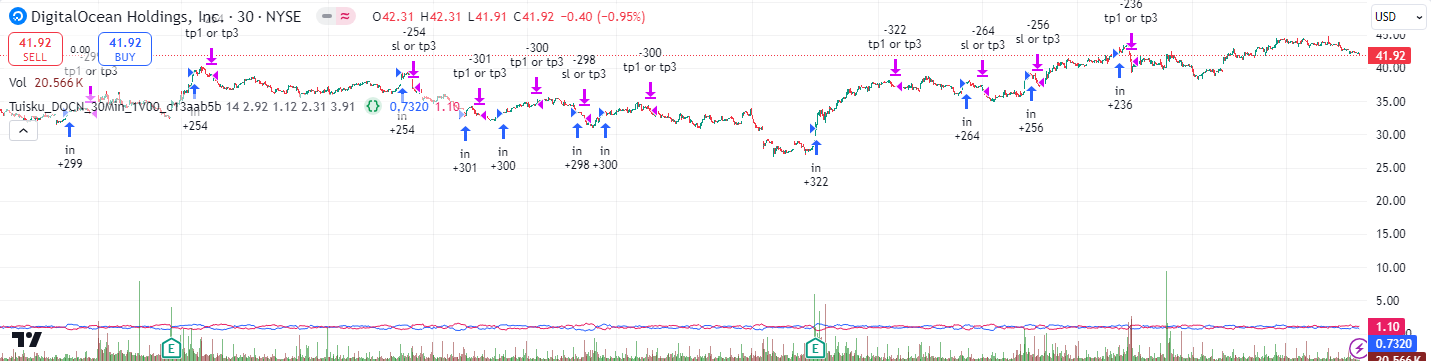 DigitalOcean Holdings, Inc. · 30 · NYSE
O42.31 H42.31 L41.91 C41.92 −0.40 (−0.95%)
USD
41.92
SELL
0.00
41.92
BUY
Vol 20.566 K
Tuisku_DOCN_30Min_1V00_d13aab5b 14 2.92 1.12 2.31 3.91 {} 0,7320 1.10
tp1 or tp3
in
+299
-254
tp1 or tp3
in
+254
-254
sl or tp3
in
+254
-301
tp1 or tp3
in
+301
-300
tp1 or tp3
in
+300
-298
sl or tp3
in
+298
-300
tp1 or tp3
+300
-322
tp1 or tp3
in
+322
-264
sl or tp3
in
+264
-256
sl or tp3
in
+256
-236
tp1 or tp3
in
+236
45.00
41.92
40.00
35.00
30.00
25.00
20.00
15.00
10.00
5.00
1.10
0.7320
20.566 K
E
E